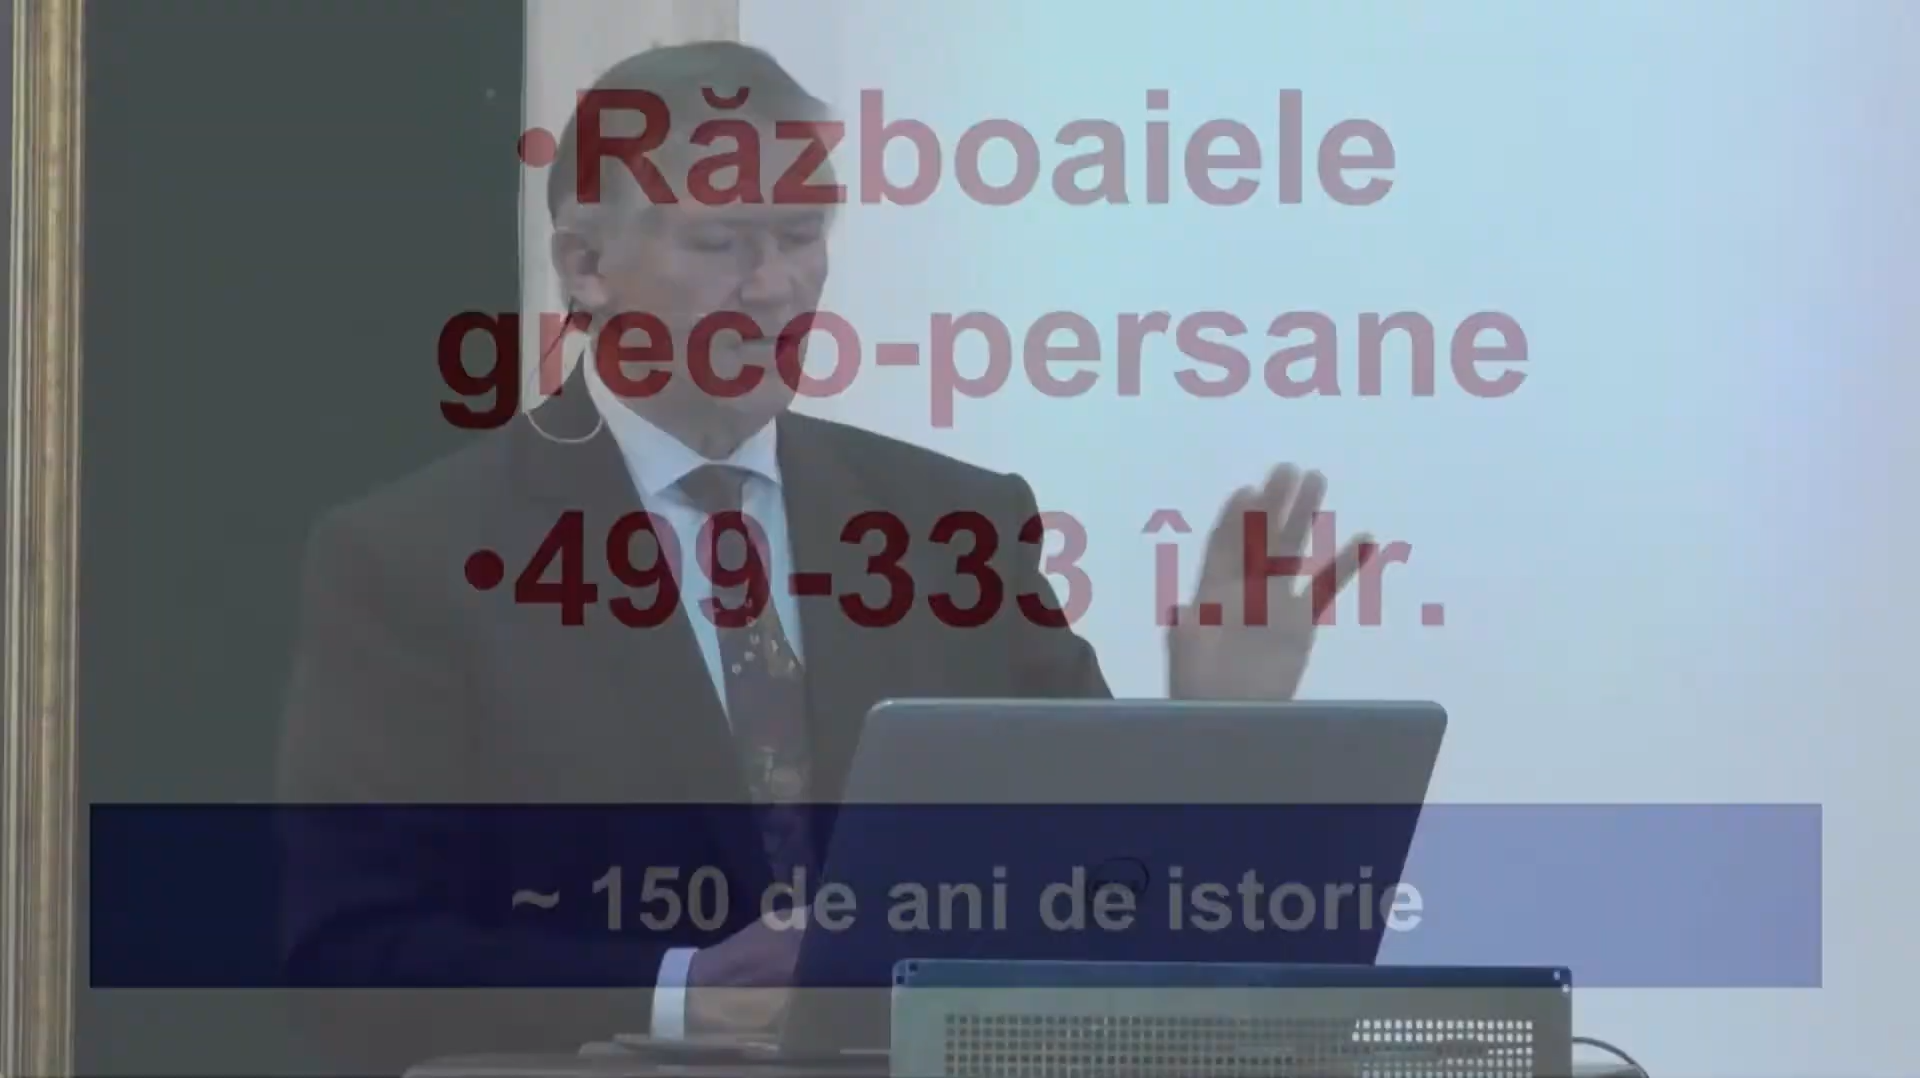 •Războaiele
greco-persane
•499-333 î.Hr.
~ 150 de ani de istorie